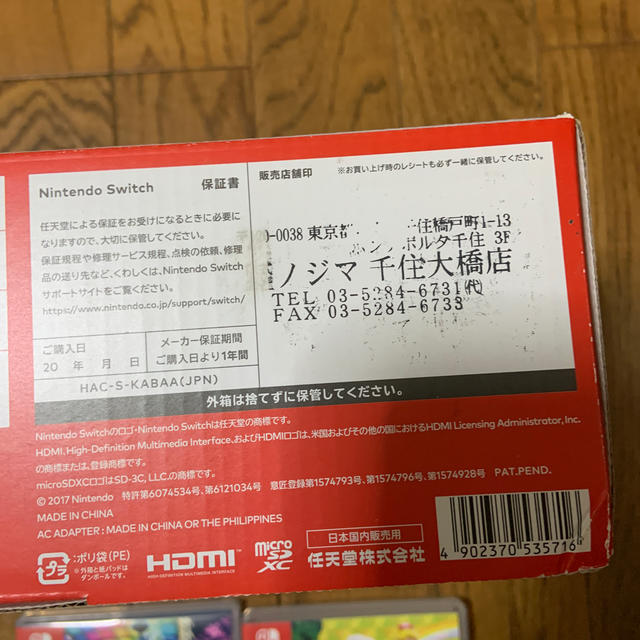 Nintendo Switch 保証書
任天堂による保証をお受けになるときに必要に
なりますので、大切に保管してください。
保証規程や修理サービス規程、点検の依頼、修理
品の送り先など、くわしくは、Nintendo Switch
サポートサイトをご覧ください。
https://www.nintendo.co.jp/support/switch/
ご購入日
20 年 月 日
メーカー保証期間
ご購入日より1年間
HAC-S-KABAA(JPN)
販売店舗印
※お買い上げ時のレシートも必ず一緒に保管してください。
-0038 東京都 住橋戸町1-13
ポンテポルタ千住 3F
ノジマ 千住大橋店
TEL 03-5284-6731(代)
FAX 03-5284-6733
外箱は捨てずに保管してください。
Nintendo Switchのロゴ・Nintendo Switchは任天堂の商標です。
HDMI、High-Definition Multimedia Interface、およびHDMIロゴは、米国およびその他の国におけるHDMI Licensing Administrator, Inc.
の商標または、登録商標です。
microSDXCロゴはSD-3C, LLC.の商標です。
© 2017 Nintendo 特許第6074534号、第6121034号 意匠登録第1574793号、第1574796号、第1574928号 PAT.PEND.
MADE IN CHINA
AC ADAPTER : MADE IN CHINA OR THE PHILIPPINES
プラ
:ポリ袋(PE)
※外箱と紙パッドは
ダンボールです。
HDMI
HIGH-DEFINITION MULTIMEDIA INTERFACE
micro
SD
XC
日本国内販売用
任天堂株式会社
4 902370 535716